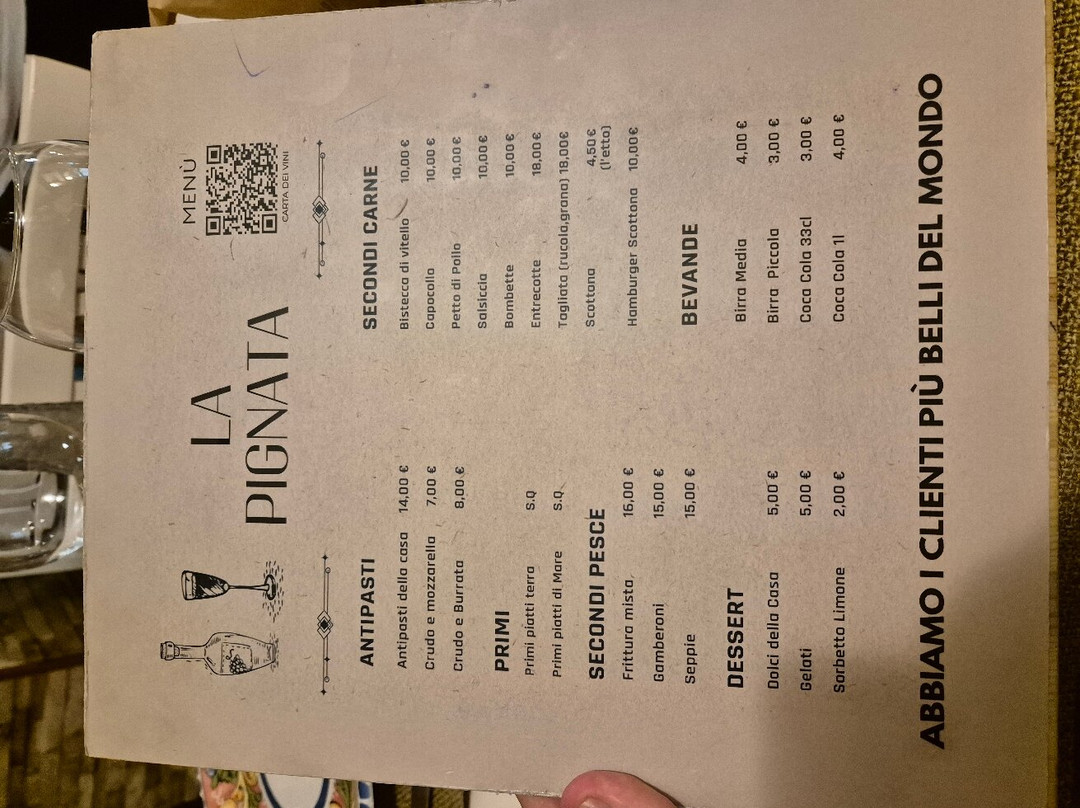 LA
PIGNATA
MENÙ
CARTA DEI VINI
ANTIPASTI
Antipasti della casa 14,00 €
Crudo e mozzarella 7,00 €
Crudo e Burrata 8,00 €
PRIMI
Primi piatti terra S.Q
Primi piatti di Mare S.Q
SECONDI PESCE
Frittura mista, 16,00 €
Gamberoni 15,00 €
Seppie 15,00 €
DESSERT
Dolci della Casa 5,00 €
Gelati 5,00 €
Sorbetto Limone 2,00 €
SECONDI CARNE
Bistecca di vitello 10,00 €
Capocollo 10,00 €
Petto di Pollo 10,00 €
Salsiccia 10,00 €
Bombette 10,00 €
Entrecotte 18,00 €
Tagliata (rucola,grana) 18,00€
Scottona 4,50 €
(l'etto)
Hamburger Scottona 10,00€
BEVANDE
Birra Media 4,00 €
Birra Piccola 3,00 €
Coca Cola 33cl 3,00 €
Coca Cola 1l 4,00 €
ABBIAMO I CLIENTI PIÙ BELLI DEL MONDO